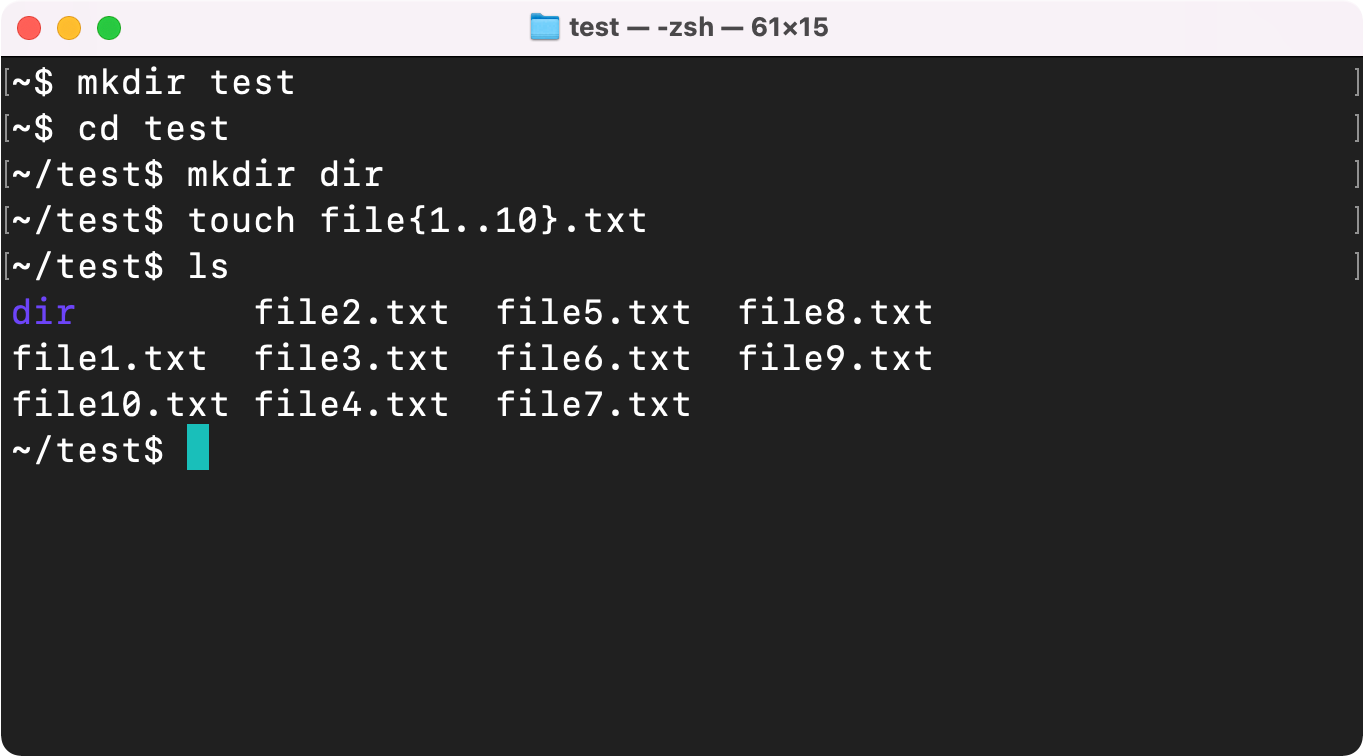 test — -zsh — 61×15
[~$ mkdir test ]
[~$ cd test ]
[~/test$ mkdir dir ]
[~/test$ touch file{1..10}.txt ]
[~/test$ ls ]
dir file2.txt file5.txt file8.txt
file1.txt file3.txt file6.txt file9.txt
file10.txt file4.txt file7.txt
~/test$